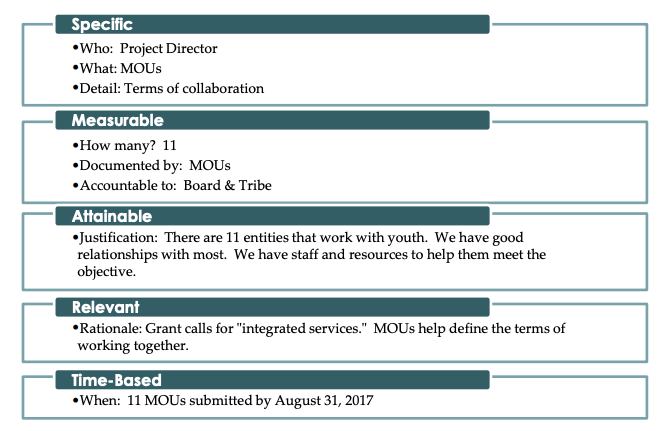 Specific
•Who:  Project Director
•What: MOUs
•Detail: Terms of collaboration
Measurable
•How many?  11
•Documented by:  MOUs
•Accountable to:  Board & Tribe
Attainable
•Justification:  There are 11 entities that work with youth.  We have good
relationships with most.  We have staff and resources to help them meet the
objective.
Relevant
•Rationale: Grant calls for "integrated services."  MOUs help define the terms of
working together.
Time-Based
•When:  11 MOUs submitted by August 31, 2017